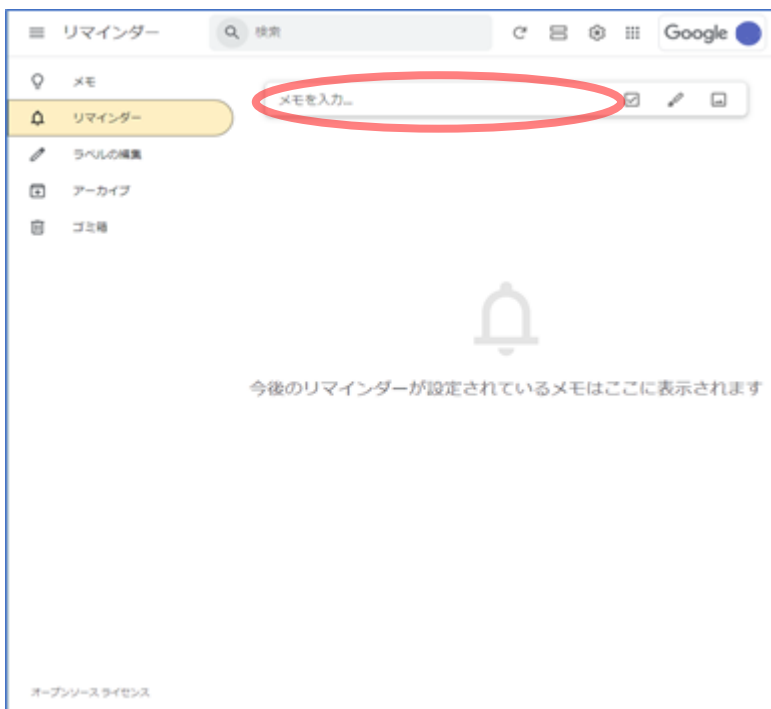 リマインダー
検索
Google
メモ
メモを入力...
リマインダー
ラベルの編集
アーカイブ
ゴミ箱
今後のリマインダーが設定されているメモはここに表示されます
オープンソース ライセンス